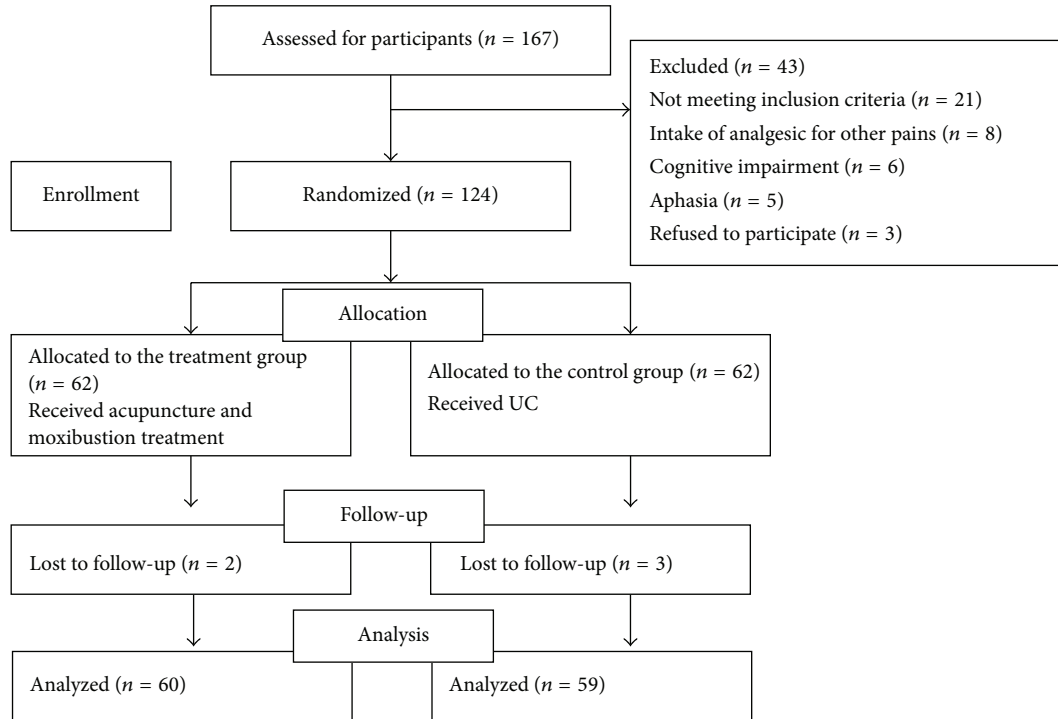 Assessed for participants (n = 167)
Excluded (n = 43)
Not meeting inclusion criteria (n = 21)
Intake of analgesic for other pains (n = 8)
Cognitive impairment (n = 6)
Aphasia (n = 5)
Refused to participate (n = 3)
Enrollment
Randomized (n = 124)
Allocation
Allocated to the treatment group
(n = 62)
Received acupuncture and
moxibustion treatment
Allocated to the control group (n = 62)
Received UC
Follow-up
Lost to follow-up (n = 2)
Lost to follow-up (n = 3)
Analysis
Analyzed (n = 60)
Analyzed (n = 59)